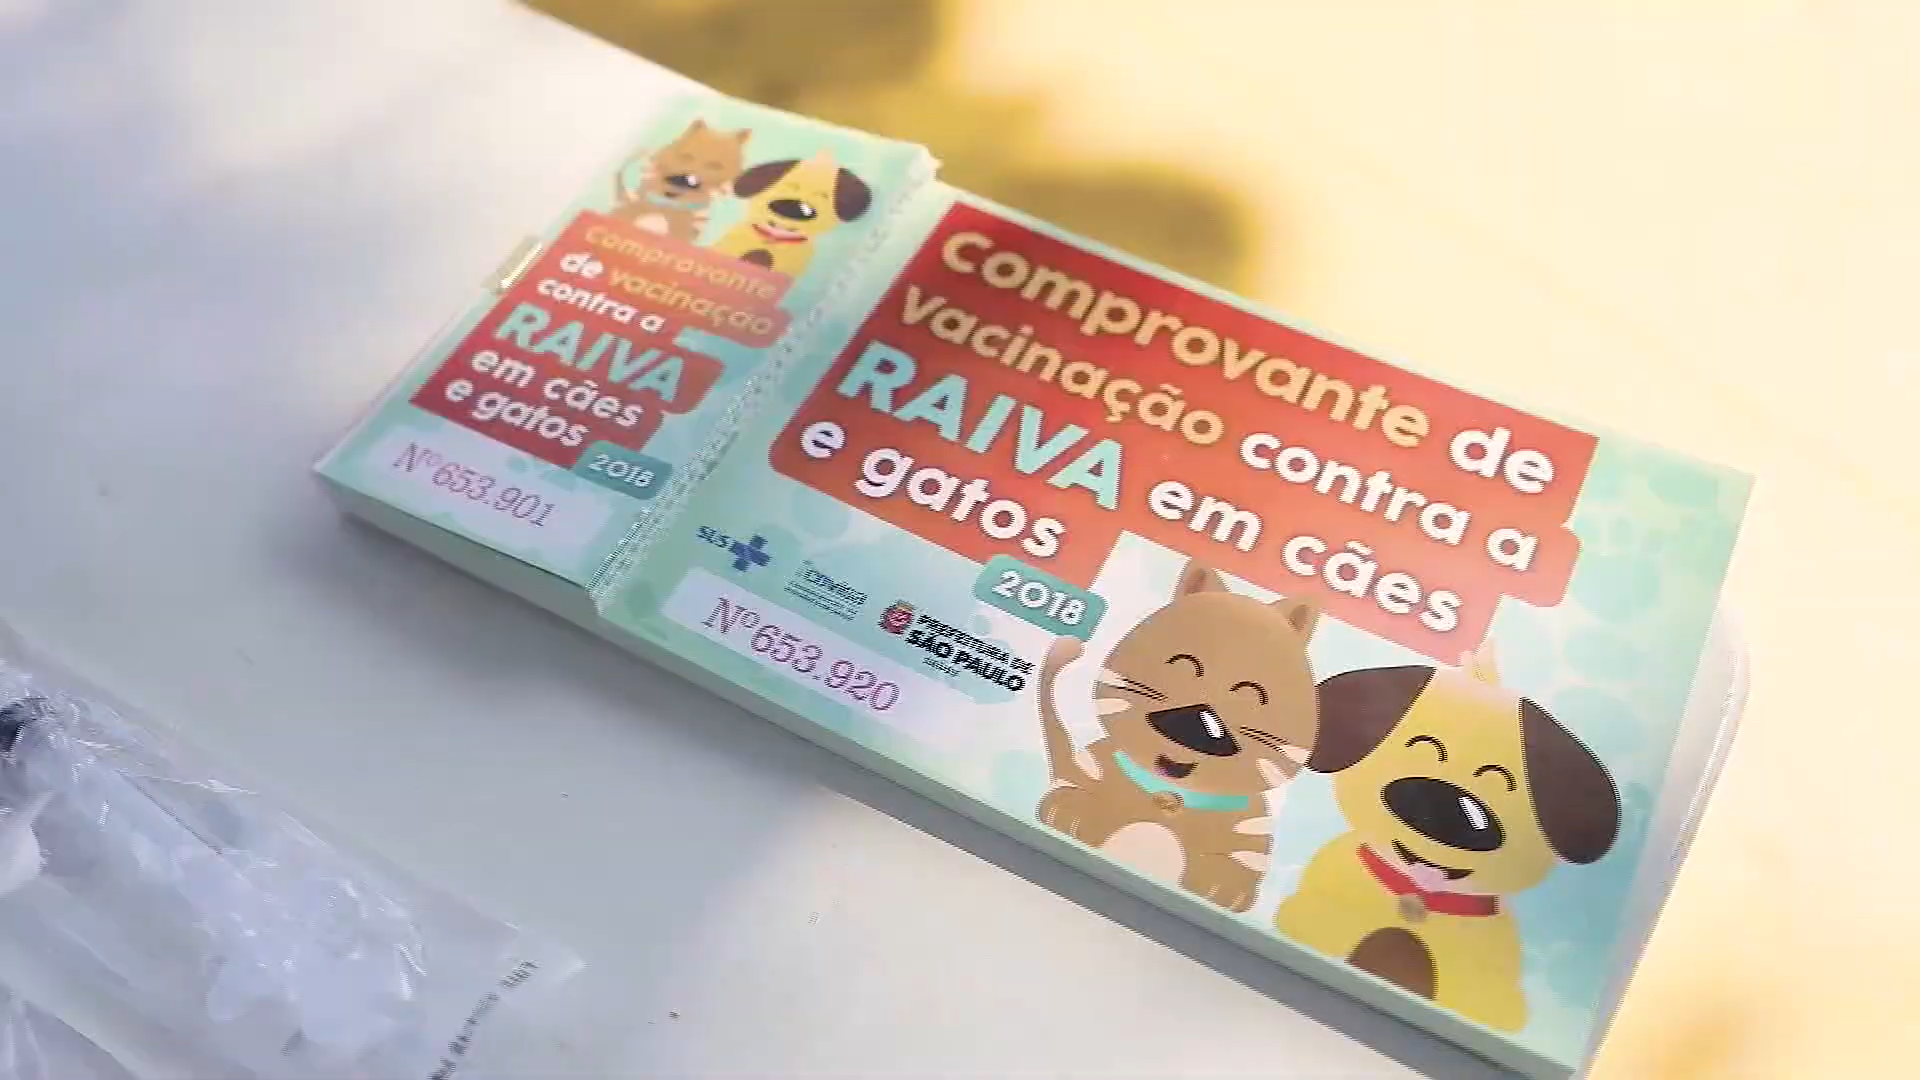 Comprovante
de vacinação
contra a
RAIVA
em cães
e gatos
2018
Nº653.901
Comprovante de
Vacinação contra a
RAIVA em cães
e gatos
2018
SUS
PREFEITURA DE
SÃO PAULO
Nº653.920